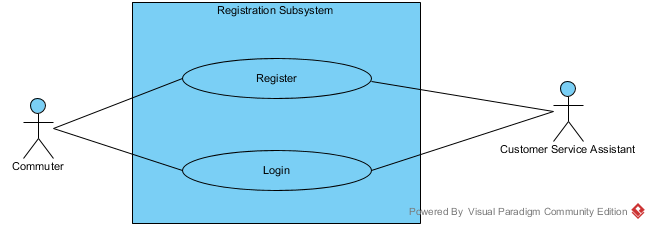 Registration Subsystem
Register
Commuter
Customer Service Assistant
Login
Powered By Visual Paradigm Community Edition